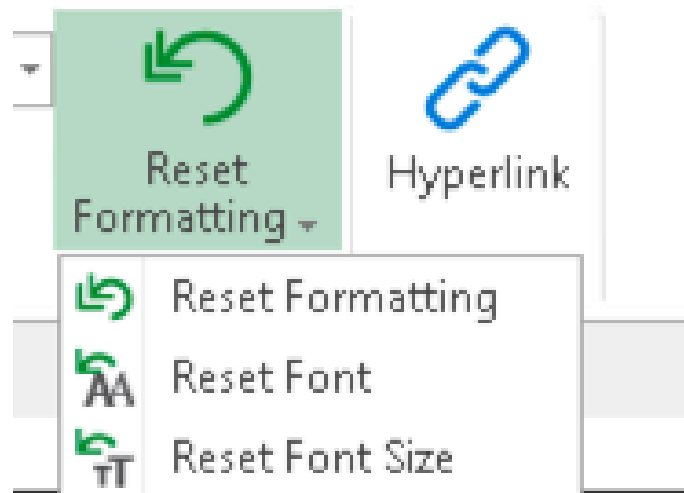 Reset
Formatting
Hyperlink
Reset Formatting
Reset Font
Reset Font Size